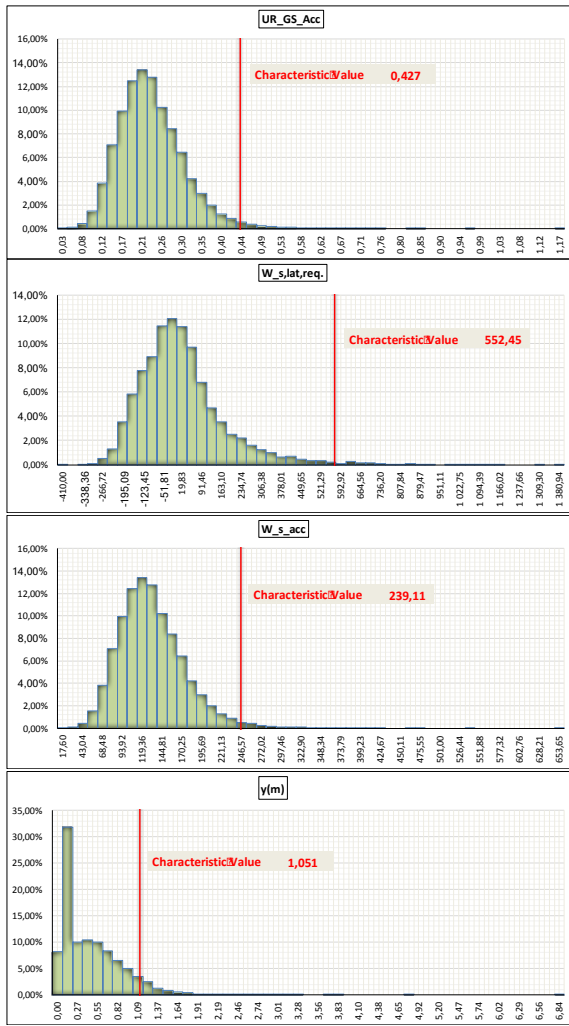 UR_GS_Acc
16,00%
14,00%
12,00%
10,00%
8,00%
6,00%
4,00%
2,00%
0,00%
Characteristic Value 0,427
0,03 0,08 0,12 0,17 0,21 0,26 0,30 0,35 0,40 0,44 0,49 0,53 0,58 0,62 0,67 0,71 0,76 0,80 0,85 0,90 0,94 0,99 1,03 1,08 1,12 1,17
W_s,lat,req.
14,00%
12,00%
10,00%
8,00%
6,00%
4,00%
2,00%
0,00%
Characteristic Value 552,45
-410,00 -338,36 -266,72 -195,09 -123,45 -51,81 19,83 91,46 163,10 234,74 306,38 378,01 449,65 521,29 592,92 664,56 736,20 807,84 879,47 951,11 1 022,75 1 094,39 1 166,02 1 237,66 1 309,30 1 380,94
W_s_acc
16,00%
14,00%
12,00%
10,00%
8,00%
6,00%
4,00%
2,00%
0,00%
Characteristic Value 239,11
17,60 43,04 68,48 93,92 119,36 144,81 170,25 195,69 221,13 246,57 272,02 297,46 322,90 348,34 373,79 399,23 424,67 450,11 475,55 501,00 526,44 551,88 577,32 602,76 628,21 653,65
y(m)
35,00%
30,00%
25,00%
20,00%
15,00%
10,00%
5,00%
0,00%
Characteristic Value 1,051
0,00 0,27 0,55 0,82 1,09 1,37 1,64 1,91 2,19 2,46 2,74 3,01 3,28 3,56 3,83 4,10 4,38 4,65 4,92 5,20 5,47 5,74 6,02 6,29 6,56 6,84